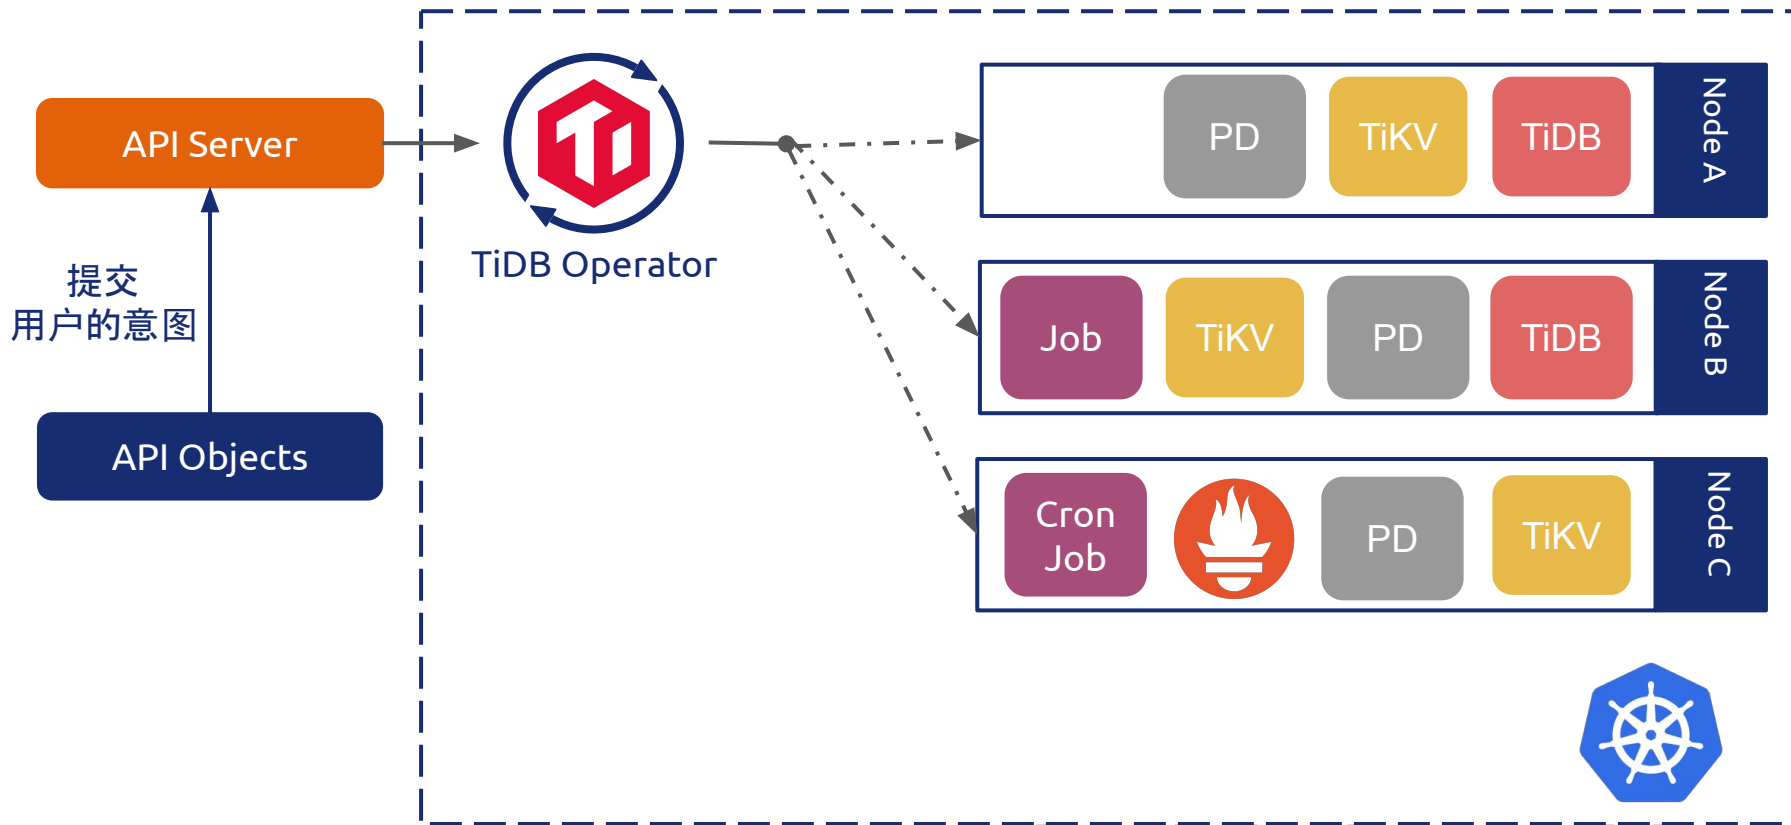 API Server
提交
用户的意图
API Objects
TiDB Operator
PD
TiKV
TiDB
Node A
Job
TiKV
PD
TiDB
Node B
Cron
Job
PD
TiKV
Node C